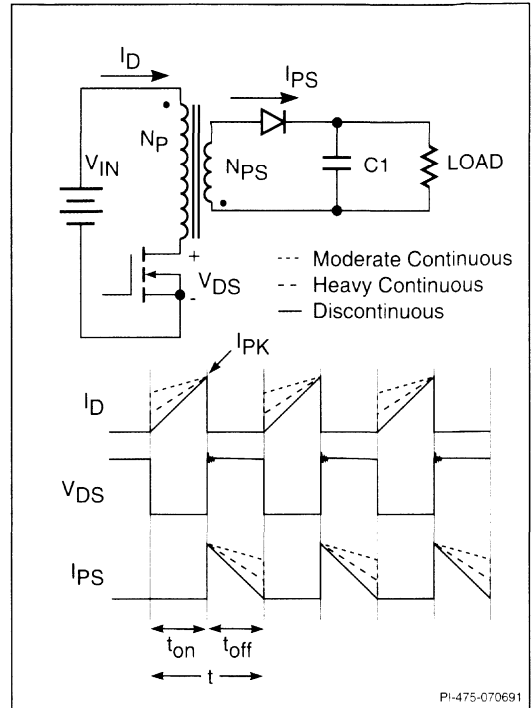 I_D
I_PS
N_P
V_IN
N_PS
C1
LOAD
+
V_DS
-
Moderate Continuous
Heavy Continuous
Discontinuous
I_PK
I_D
V_DS
I_PS
t_on
t_off
t
PI-475-070691